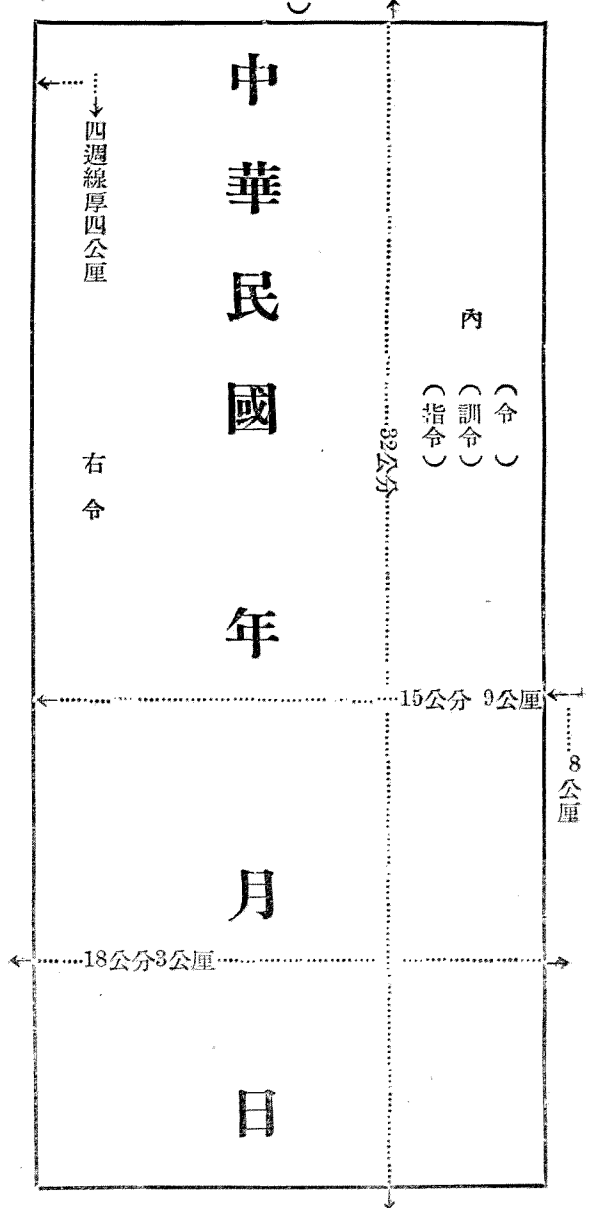 內
（令　）
（訓令）
（指令）
32公分
15公分 9公厘
8公厘
中華民國　年　月　日
18公分3公厘
四週線厚四公厘
右令